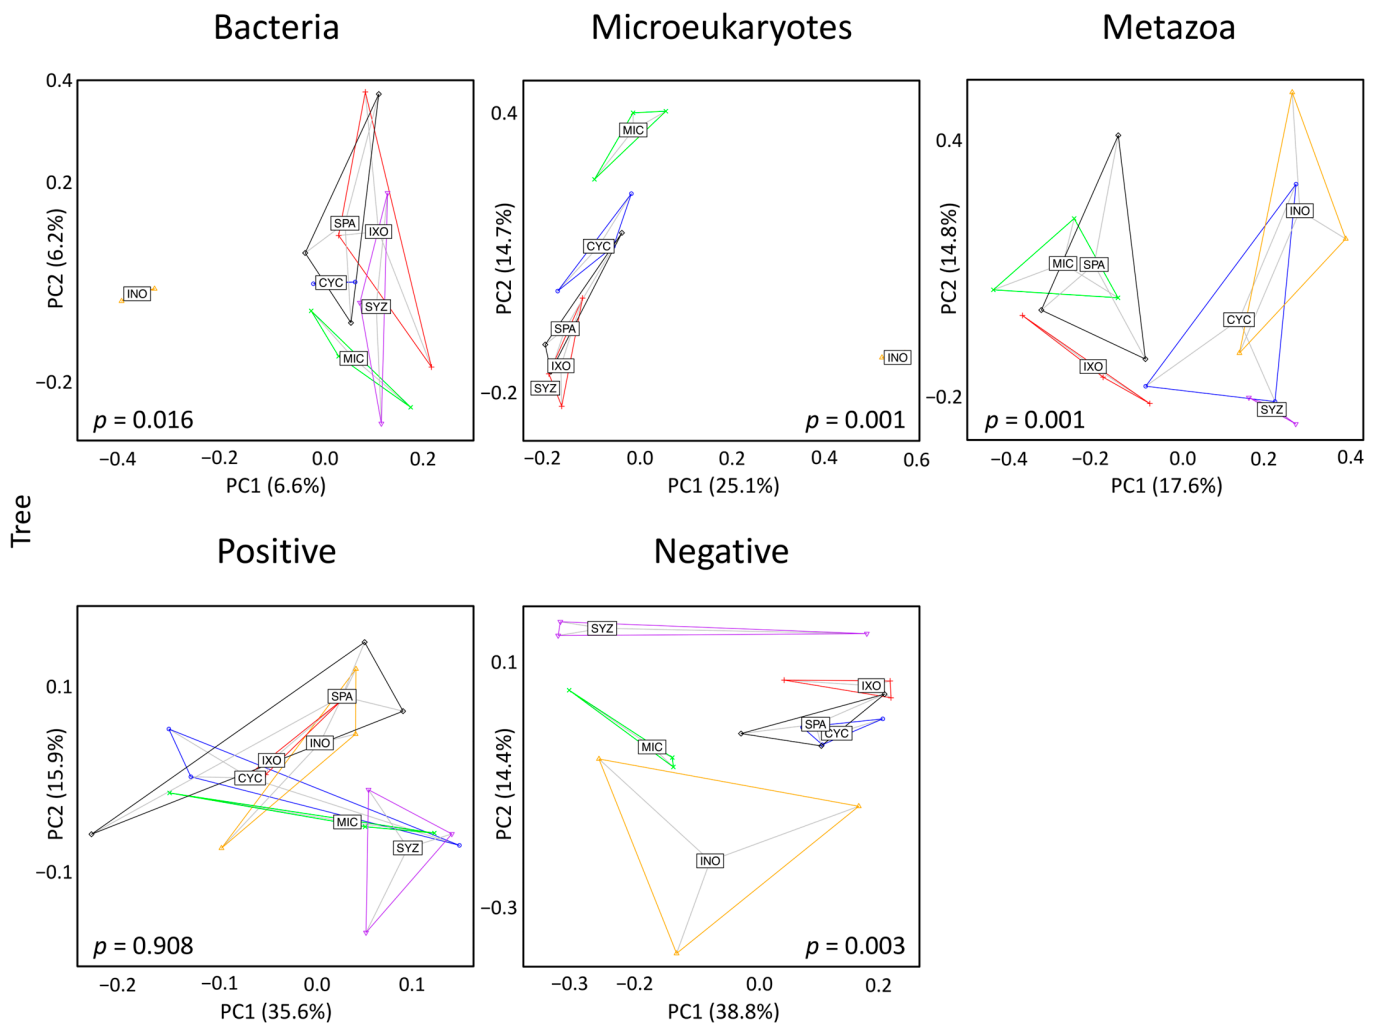 Bacteria
Microeukaryotes
Metazoa
0.4
0.2
−0.2
PC2 (6.2%)
SPA
IXO
CYC
INO
SYZ
MIC
p = 0.016
−0.4
−0.2
0.0
0.2
PC1 (6.6%)
0.4
−0.2
PC2 (14.7%)
MIC
CYC
SPA
IXO
SYZ
INO
p = 0.001
−0.2
0.0
0.2
0.4
0.6
PC1 (25.1%)
0.4
−0.2
PC2 (14.8%)
INO
MIC
SPA
CYC
IXO
SYZ
p = 0.001
−0.4
−0.2
0.0
0.2
0.4
PC1 (17.6%)
Tree
Positive
Negative
0.1
−0.1
PC2 (15.9%)
SPA
INO
IXO
CYC
MIC
SYZ
p = 0.908
−0.2
−0.1
0.0
0.1
PC1 (35.6%)
0.1
−0.3
PC2 (14.4%)
SYZ
IXO
SPA
CYC
MIC
INO
p = 0.003
−0.3
−0.2
0.0
0.2
PC1 (38.8%)